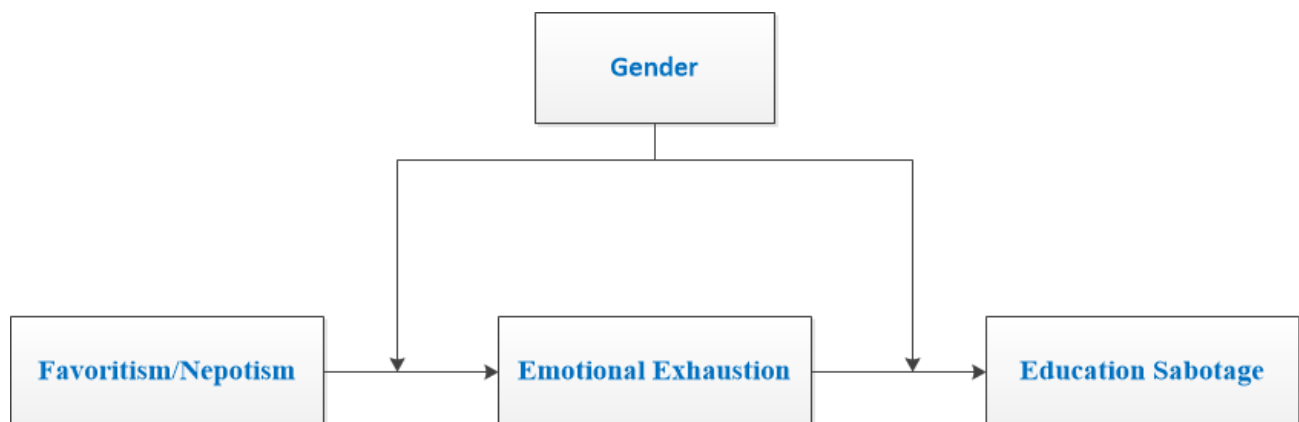 Gender
Favoritism/Nepotism
Emotional Exhaustion
Education Sabotage